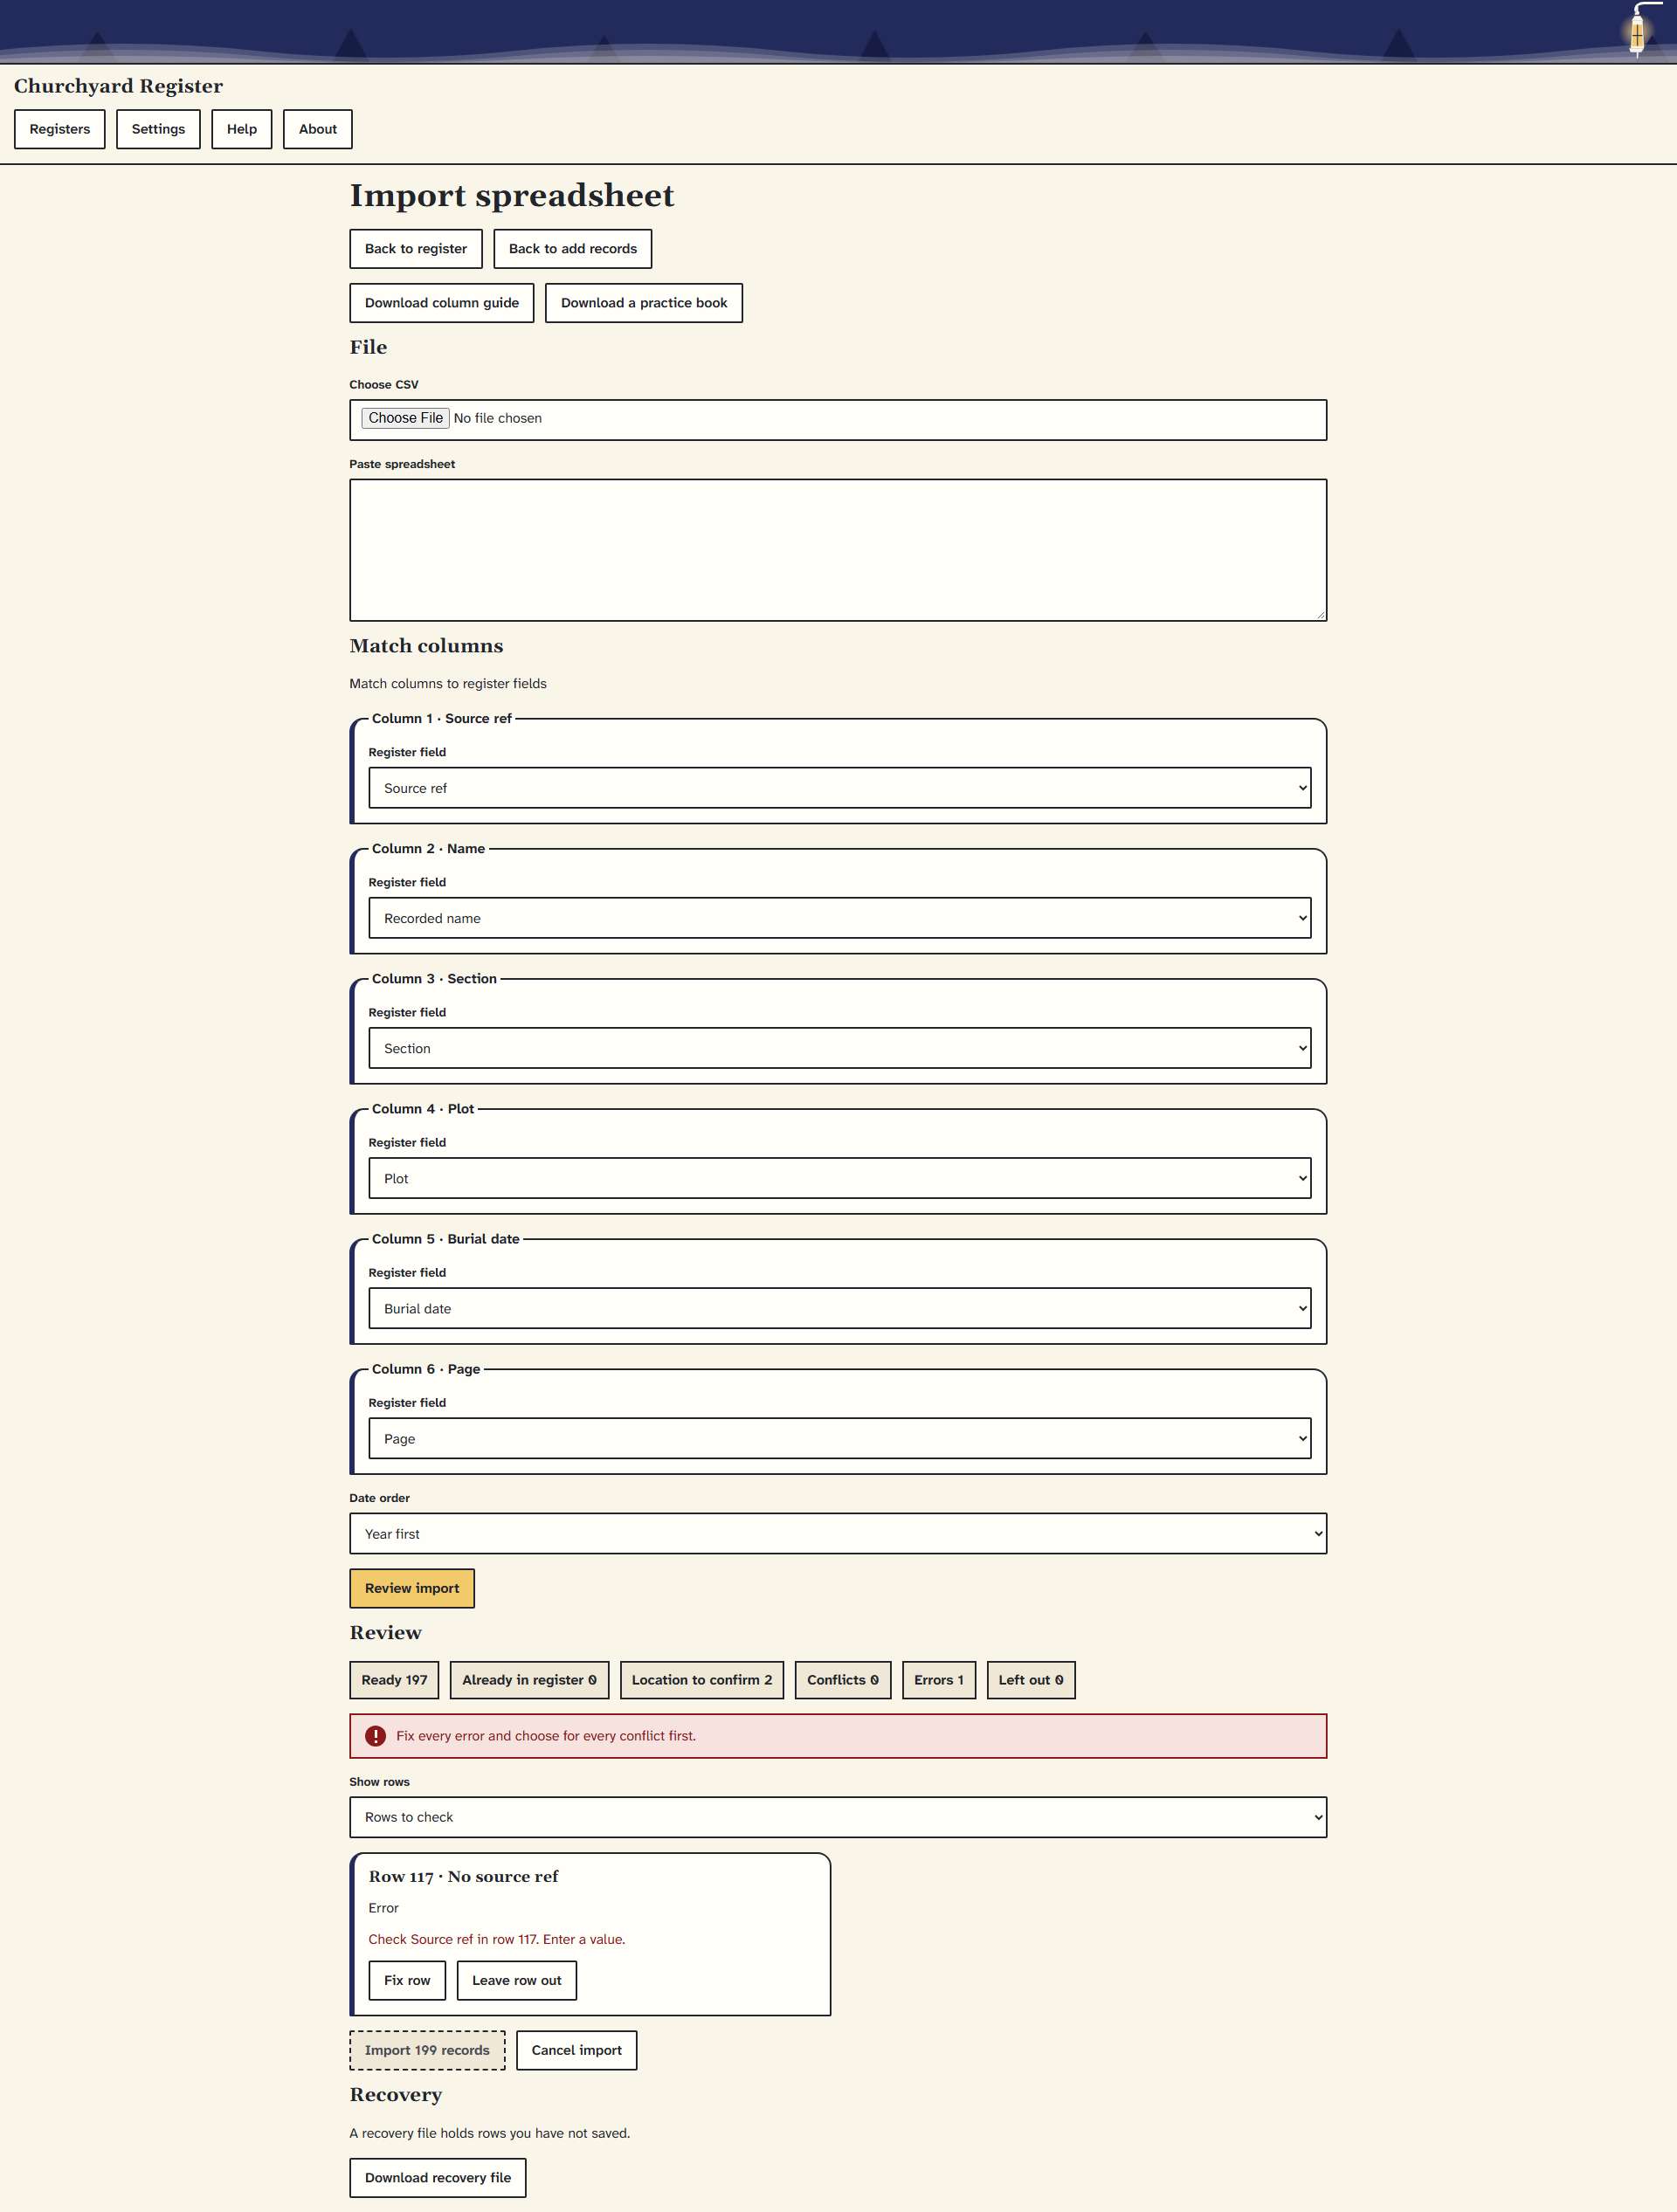 Churchyard Register
Registers Settings Help About
Import spreadsheet
Back to register Back to add records
Download column guide Download a practice book
File
Choose CSV
Choose File No file chosen
Paste spreadsheet
Match columns
Match columns to register fields
Column 1 · Source ref
Register field
Source ref
Column 2 · Name
Register field
Recorded name
Column 3 · Section
Register field
Section
Column 4 · Plot
Register field
Plot
Column 5 · Burial date
Register field
Burial date
Column 6 · Page
Register field
Page
Date order
Year first
Review import
Review
Ready 197 Already in register 0 Location to confirm 2 Conflicts 0 Errors 1 Left out 0
Fix every error and choose for every conflict first.
Show rows
Rows to check
Row 117 · No source ref
Error
Check Source ref in row 117. Enter a value.
Fix row Leave row out
Import 199 records Cancel import
Recovery
A recovery file holds rows you have not saved.
Download recovery file